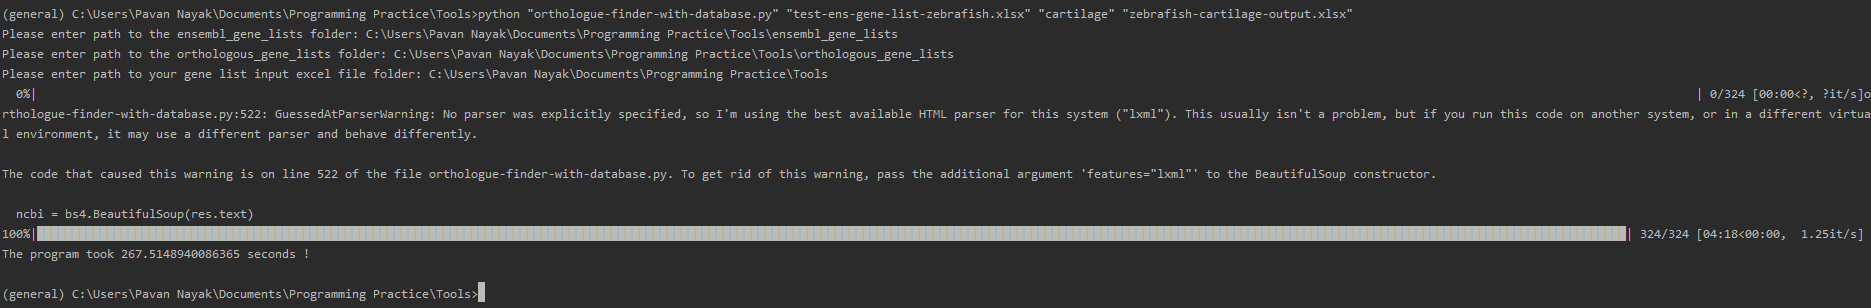 (general) C:\Users\Pavan Nayak\Documents\Programming Practice\Tools>python "orthologue-finder-with-database.py" "test-ens-gene-list-zebrafish.xlsx" "cartilage" "zebrafish-cartilage-output.xlsx"
Please enter path to the ensembl_gene_lists folder: C:\Users\Pavan Nayak\Documents\Programming Practice\Tools\ensembl_gene_lists
Please enter path to the orthologous_gene_lists folder: C:\Users\Pavan Nayak\Documents\Programming Practice\Tools\orthologous_gene_lists
Please enter path to your gene list input excel file folder: C:\Users\Pavan Nayak\Documents\Programming Practice\Tools
0%| | 0/324 [00:00<?, ?it/s]o
rthologue-finder-with-database.py:522: GuessedAtParserWarning: No parser was explicitly specified, so I'm using the best available HTML parser for this system ("lxml"). This usually isn't a problem, but if you run this code on another system, or in a different virtua
l environment, it may use a different parser and behave differently.
The code that caused this warning is on line 522 of the file orthologue-finder-with-database.py. To get rid of this warning, pass the additional argument 'features="lxml"' to the BeautifulSoup constructor.
ncbi = bs4.BeautifulSoup(res.text)
100%| | 324/324 [04:18<00:00, 1.25it/s]
The program took 267.5148940086365 seconds !
(general) C:\Users\Pavan Nayak\Documents\Programming Practice\Tools>